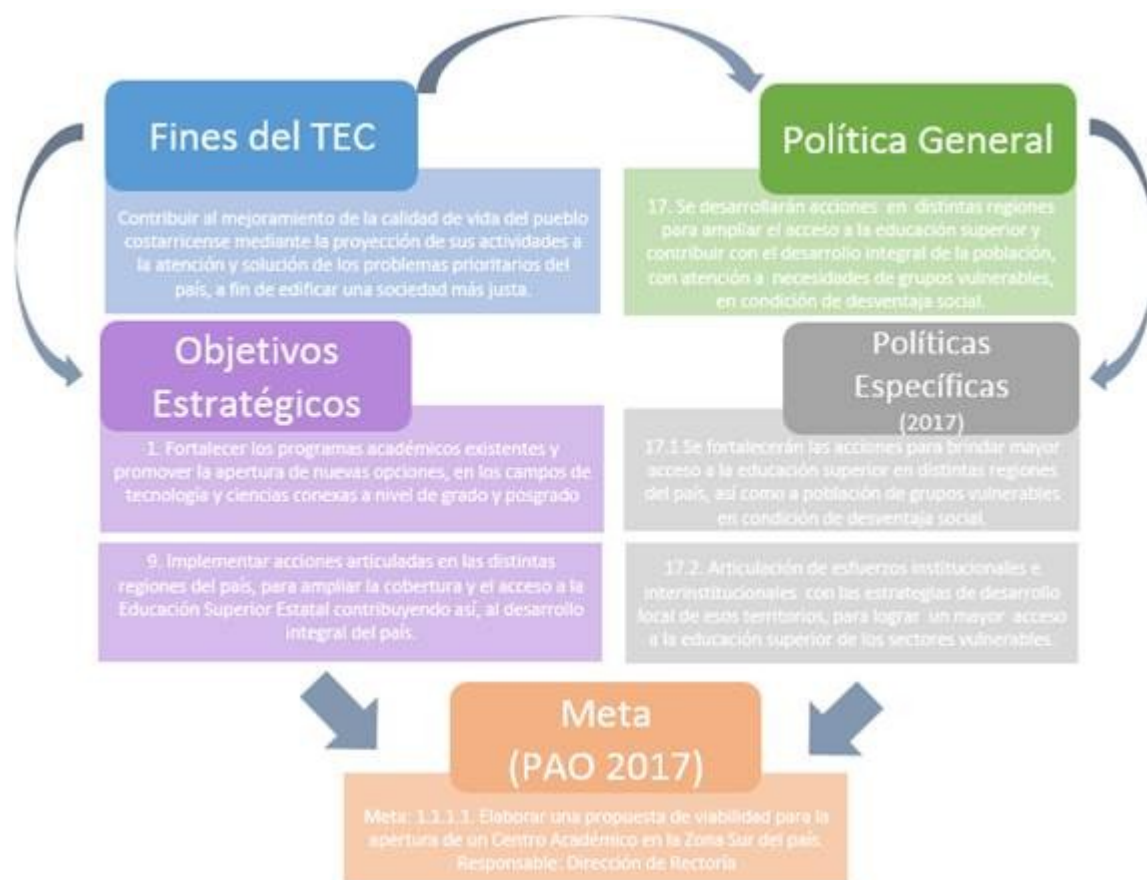 Fines del TEC
Contribuir al mejoramiento de la calidad de vida del pueblo
costarricense mediante la proyección de sus actividades a
la atención y solución de los problemas prioritarios del
país, a fin de edificar una sociedad más justa.
Política General
17. Se desarrollarán acciones en distintas regiones
para ampliar el acceso a la educación superior y
contribuir con el desarrollo integral de la población,
con atención a necesidades de grupos vulnerables,
en condición de desventaja social.
Objetivos
Estratégicos
1. Fortalecer los programas académicos existentes y
promover la apertura de nuevas opciones, en los campos de
tecnología y ciencias conexas a nivel de grado y posgrado
9. Implementar acciones articuladas en las distintas
regiones del país, para ampliar la cobertura y el acceso a la
Educación Superior Estatal contribuyendo así, al desarrollo
integral del país.
Políticas
Específicas
(2017)
17.1.Se fortalecerán las acciones para brindar mayor
acceso a la educación superior en distintas regiones
del país, así como a población de grupos vulnerables
en condición de desventaja social.
17.2. Articulación de esfuerzos institucionales e
interinstitucionales con las estrategias de desarrollo
local de esos territorios, para lograr un mayor acceso
a la educación superior de los sectores vulnerables
Meta
(PAO 2017)
Meta: 1.1.1.1. Elaborar una propuesta de viabilidad para la
apertura de un Centro Académico en la Zona Sur del país.
Responsable: Dirección de Rectoría